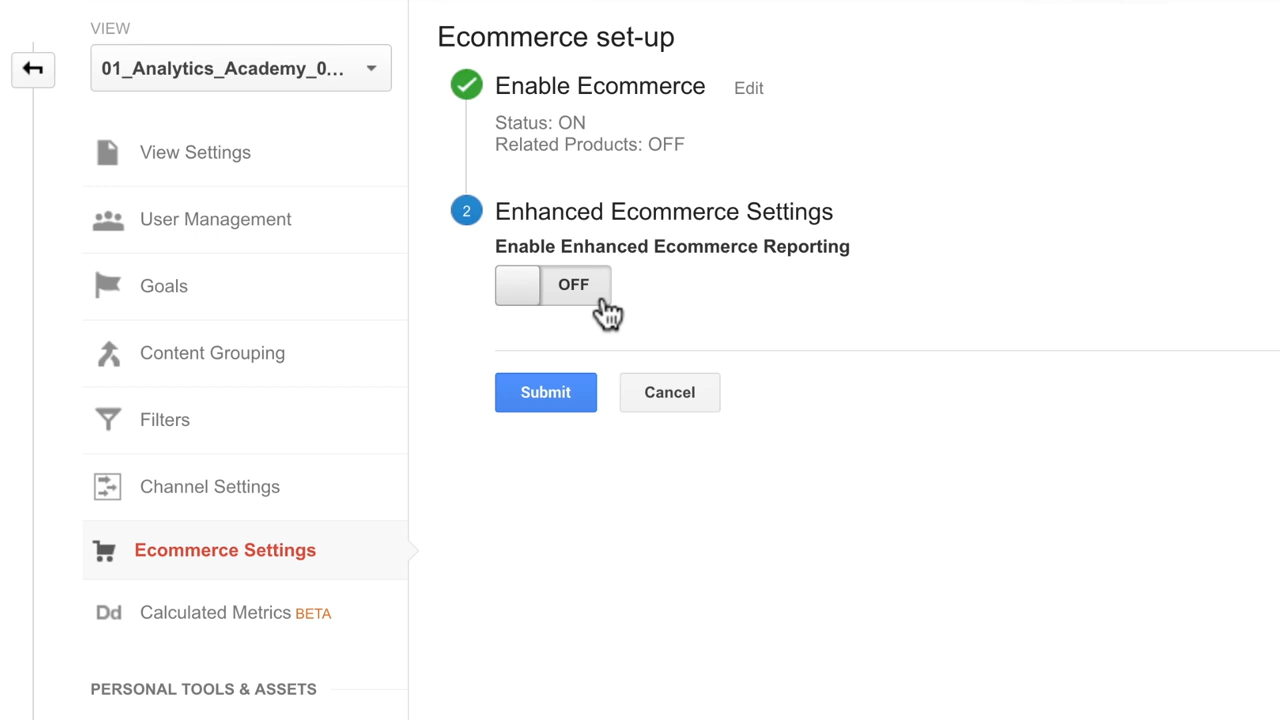 VIEW
01_Analytics_Academy_0...
View Settings
User Management
Goals
Content Grouping
Filters
Channel Settings
Ecommerce Settings
Dd Calculated Metrics BETA
PERSONAL TOOLS & ASSETS
Ecommerce set-up
Enable Ecommerce Edit
Status: ON
Related Products: OFF
2 Enhanced Ecommerce Settings
Enable Enhanced Ecommerce Reporting
OFF
Submit Cancel